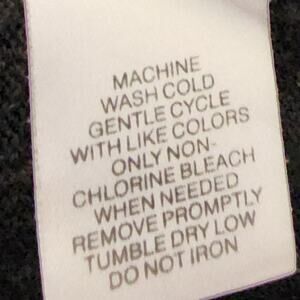 MACHINE
WASH COLD
GENTLE CYCLE
WITH LIKE COLORS
ONLY NON-
CHLORINE BLEACH
WHEN NEEDED
REMOVE PROMPTLY
TUMBLE DRY LOW
DO NOT IRON